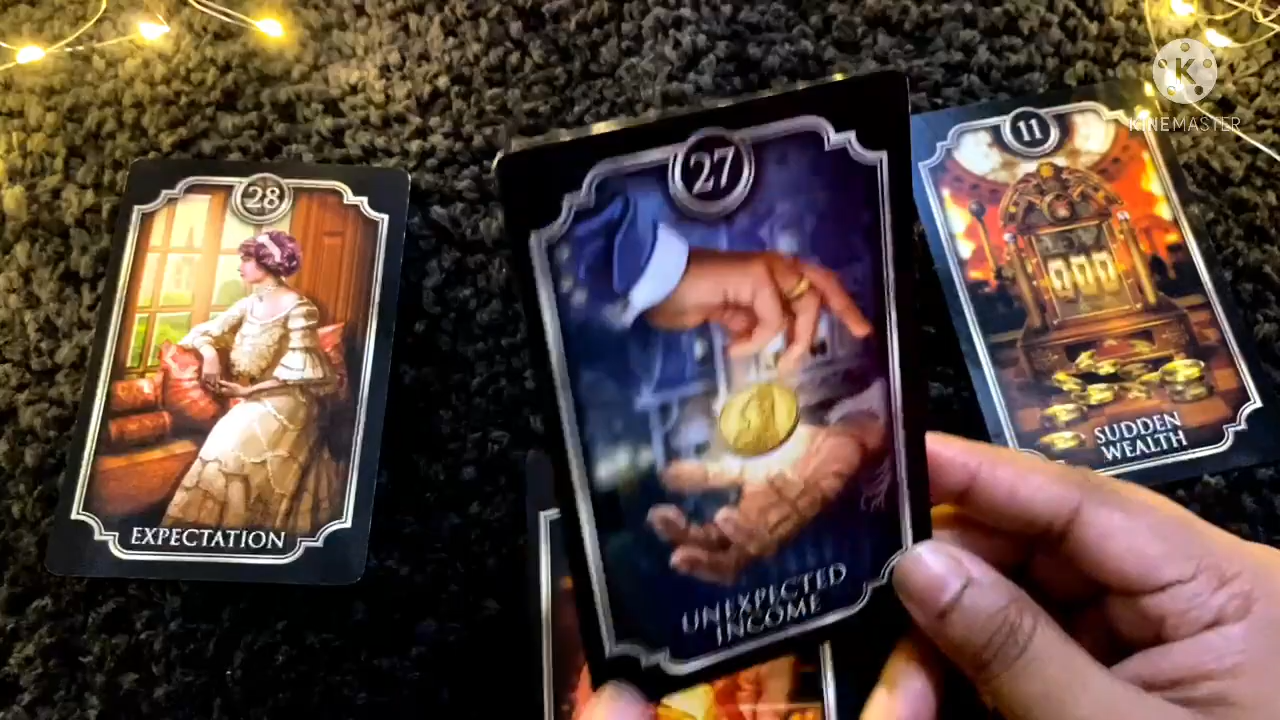 28
EXPECTATION
27
UNEXPECTED
INCOME
11
SUDDEN
WEALTH
K
KINEMASTER